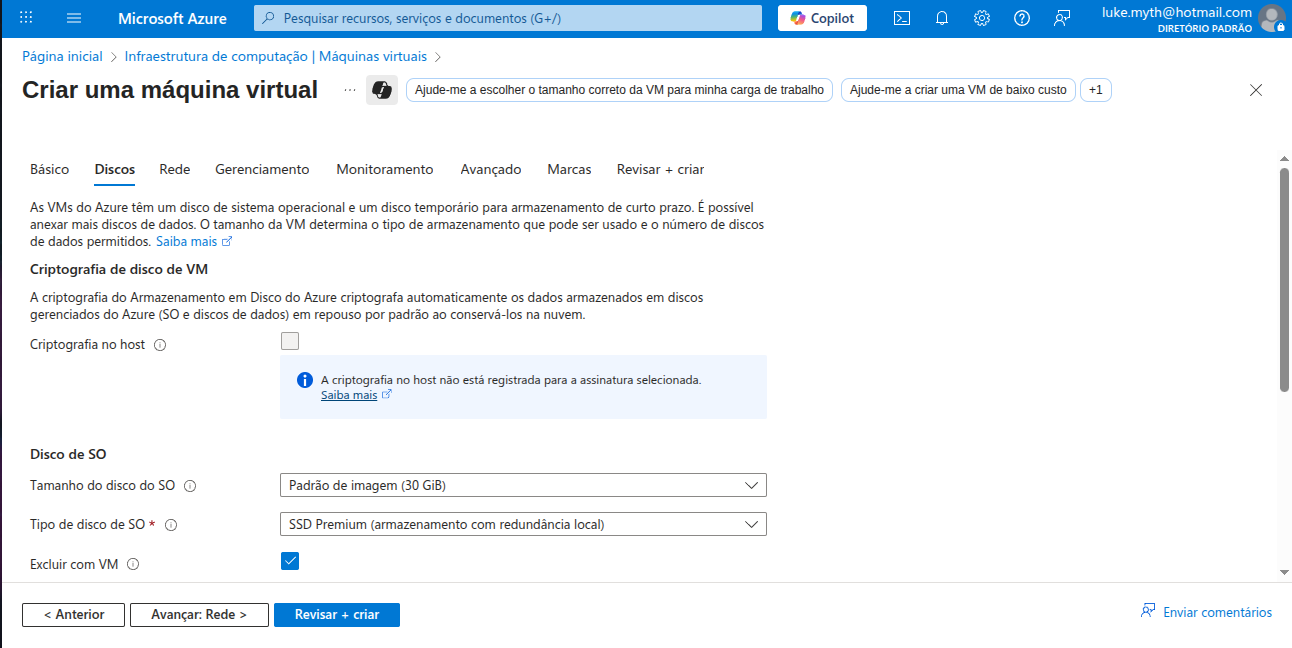 Microsoft Azure
Pesquisar recursos, serviços e documentos (G+/)
Copilot
luke.myth@hotmail.com
DIRETÓRIO PADRÃO
Página inicial > Infraestrutura de computação | Máquinas virtuais >
Criar uma máquina virtual
...
Ajude-me a escolher o tamanho correto da VM para minha carga de trabalho
Ajude-me a criar uma VM de baixo custo
+1
Básico
Discos
Rede
Gerenciamento
Monitoramento
Avançado
Marcas
Revisar + criar
As VMs do Azure têm um disco de sistema operacional e um disco temporário para armazenamento de curto prazo. É possível
anexar mais discos de dados. O tamanho da VM determina o tipo de armazenamento que pode ser usado e o número de discos
de dados permitidos. Saiba mais
Criptografia de disco de VM
A criptografia do Armazenamento em Disco do Azure criptografa automaticamente os dados armazenados em discos
gerenciados do Azure (SO e discos de dados) em repouso por padrão ao conservá-los na nuvem.
Criptografia no host
A criptografia no host não está registrada para a assinatura selecionada.
Saiba mais
Disco de SO
Tamanho do disco do SO
Padrão de imagem (30 GiB)
Tipo de disco de SO *
SSD Premium (armazenamento com redundância local)
Excluir com VM
< Anterior
Avançar: Rede >
Revisar + criar
Enviar comentários